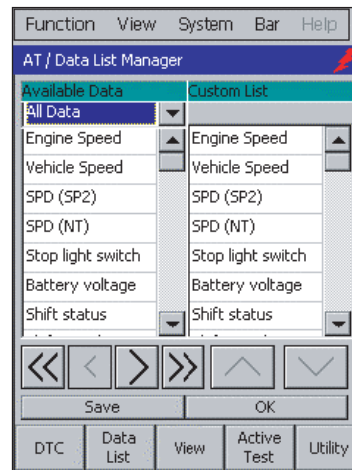 Function View System Bar Help
AT / Data List Manager
Available Data Custom List
All Data
Engine Speed Engine Speed
Vehicle Speed Vehicle Speed
SPD (SP2) SPD (SP2)
SPD (NT) SPD (NT)
Stop light switch Stop light switch
Battery voltage Battery voltage
Shift status Shift status
Save OK
DTC Data List View Active Test Utility